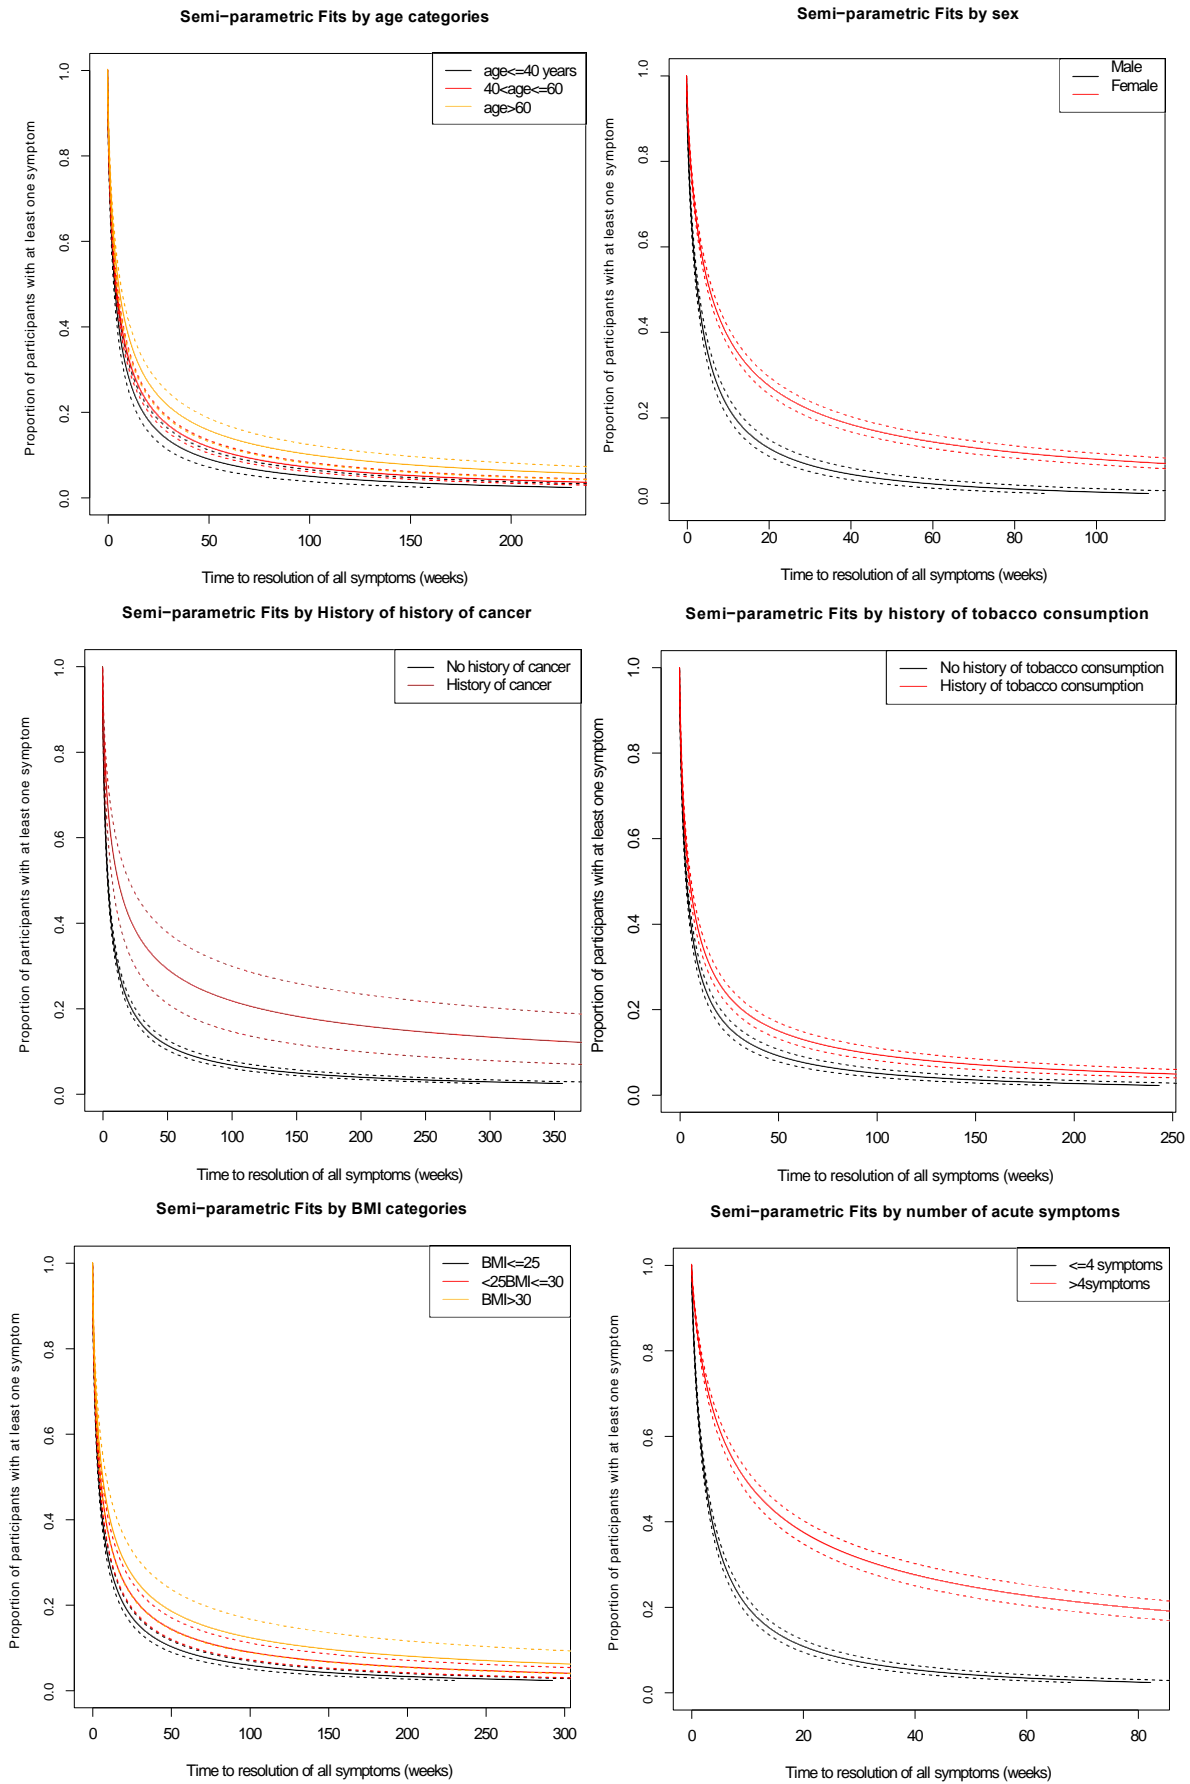 Semi−parametric Fits by age categories
Proportion of participants with at least one symptom
1.0
0.8
0.6
0.4
0.2
0.0
age<=40 years
40<age<=60
age>60
0 50 100 150 200
Time to resolution of all symptoms (weeks)
Semi−parametric Fits by sex
Proportion of participants with at least one symptom
1.0
0.8
0.6
0.4
0.2
0.0
Male
Female
0 20 40 60 80 100
Time to resolution of all symptoms (weeks)
Semi−parametric Fits by History of history of cancer
Proportion of participants with at least one symptom
1.0
0.8
0.6
0.4
0.2
0.0
No history of cancer
History of cancer
0 50 100 150 200 250 300 350
Time to resolution of all symptoms (weeks)
Semi−parametric Fits by history of tobacco consumption
Proportion of participants with at least one symptom
1.0
0.8
0.6
0.4
0.2
0.0
No history of tobacco consumption
History of tobacco consumption
0 50 100 150 200 250
Time to resolution of all symptoms (weeks)
Semi−parametric Fits by BMI categories
Proportion of participants with at least one symptom
1.0
0.8
0.6
0.4
0.2
0.0
BMI<=25
<25BMI<=30
BMI>30
0 50 100 150 200 250 300
Time to resolution of all symptoms (weeks)
Semi−parametric Fits by number of acute symptoms
Proportion of participants with at least one symptom
1.0
0.8
0.6
0.4
0.2
0.0
<=4 symptoms
>4symptoms
0 20 40 60 80
Time to resolution of all symptoms (weeks)